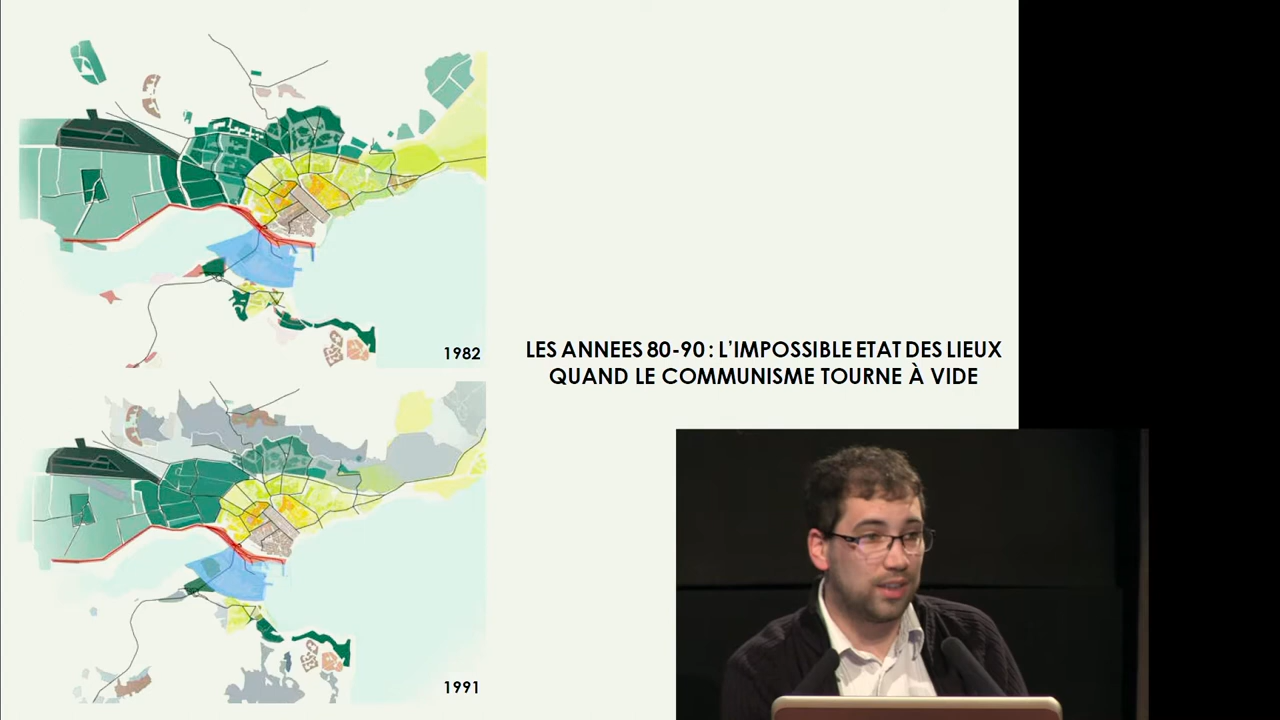 1982
LES ANNEES 80-90 : L'IMPOSSIBLE ETAT DES LIEUX
QUAND LE COMMUNISME TOURNE À VIDE
1991